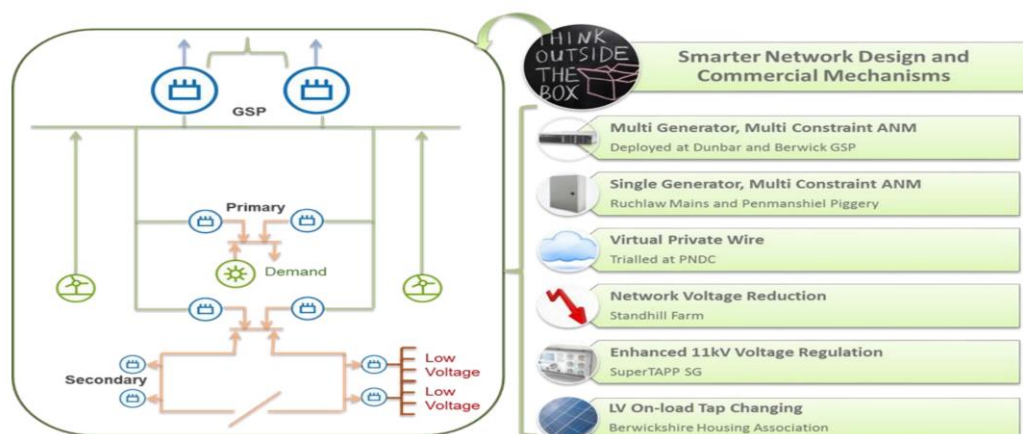 GSP
Primary
Demand
Secondary
Low
Voltage
Low
Voltage
THINK
OUTSIDE
THE
BOX
Smarter Network Design and
Commercial Mechanisms
Multi Generator, Multi Constraint ANM
Deployed at Dunbar and Berwick GSP
Single Generator, Multi Constraint ANM
Ruchlaw Mains and Penmanshiel Piggery
Virtual Private Wire
Trialled at PNDC
Network Voltage Reduction
Standhill Farm
Enhanced 11kV Voltage Regulation
SuperTAPP SG
LV On-load Tap Changing
Berwickshire Housing Association